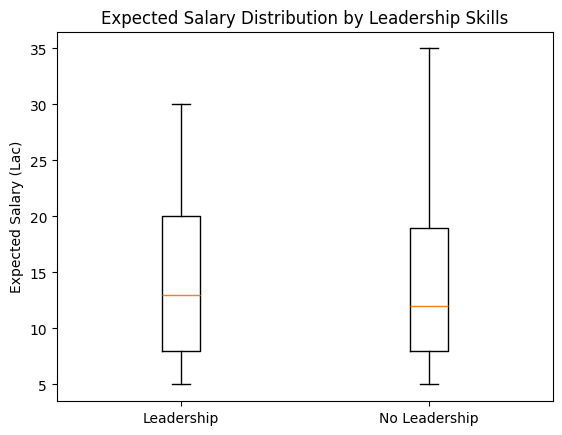 Expected Salary Distribution by Leadership Skills
35
30
25
20
15
10
5
Expected Salary (Lac)
Leadership
No Leadership